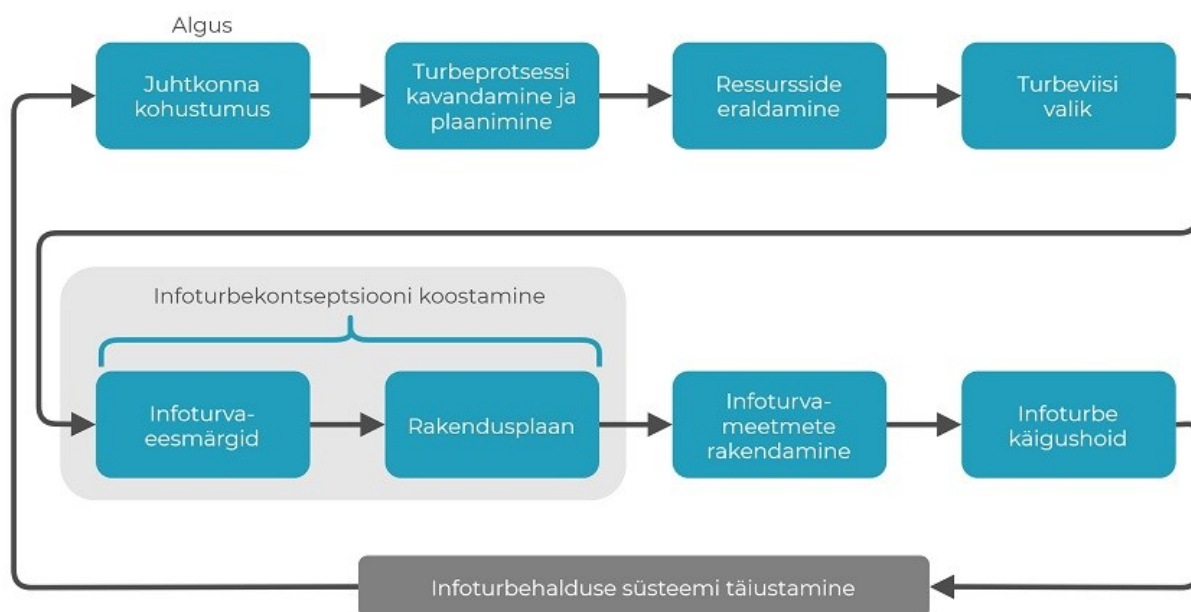 Algus
Juhtkonna
kohustumus
Turbeprotsessi
kavandamine ja
plaanimine
Ressursside
eraldamine
Turbeviisi
valik
Infoturbekontseptsiooni koostamine
Infoturva-
eesmärgid
Rakendusplaan
Infoturva-
meetmete
rakendamine
Infoturbe
käigushoid
Infoturbehalduse süsteemi täiustamine